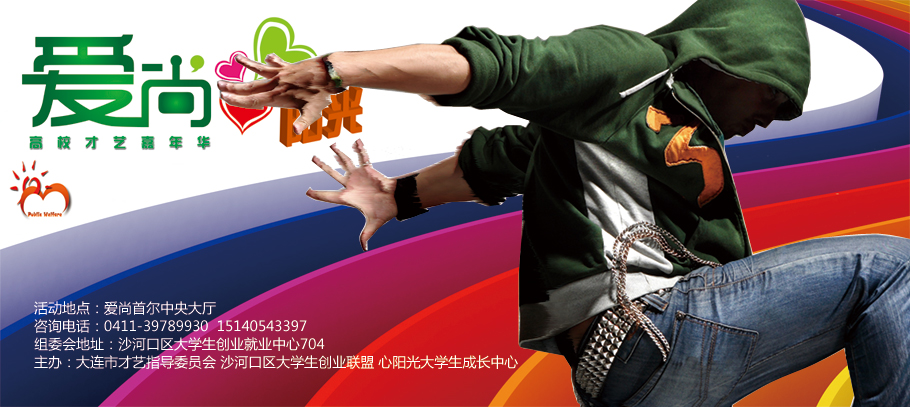 爱尚
阳光
高校才艺嘉年华
Public Welfare
活动地点：爱尚首尔中央大厅
咨询电话：0411-39789930 15140543397
组委会地址：沙河口区大学生创业就业中心704
主办：大连市才艺指导委员会 沙河口区大学生创业联盟 心阳光大学生成长中心